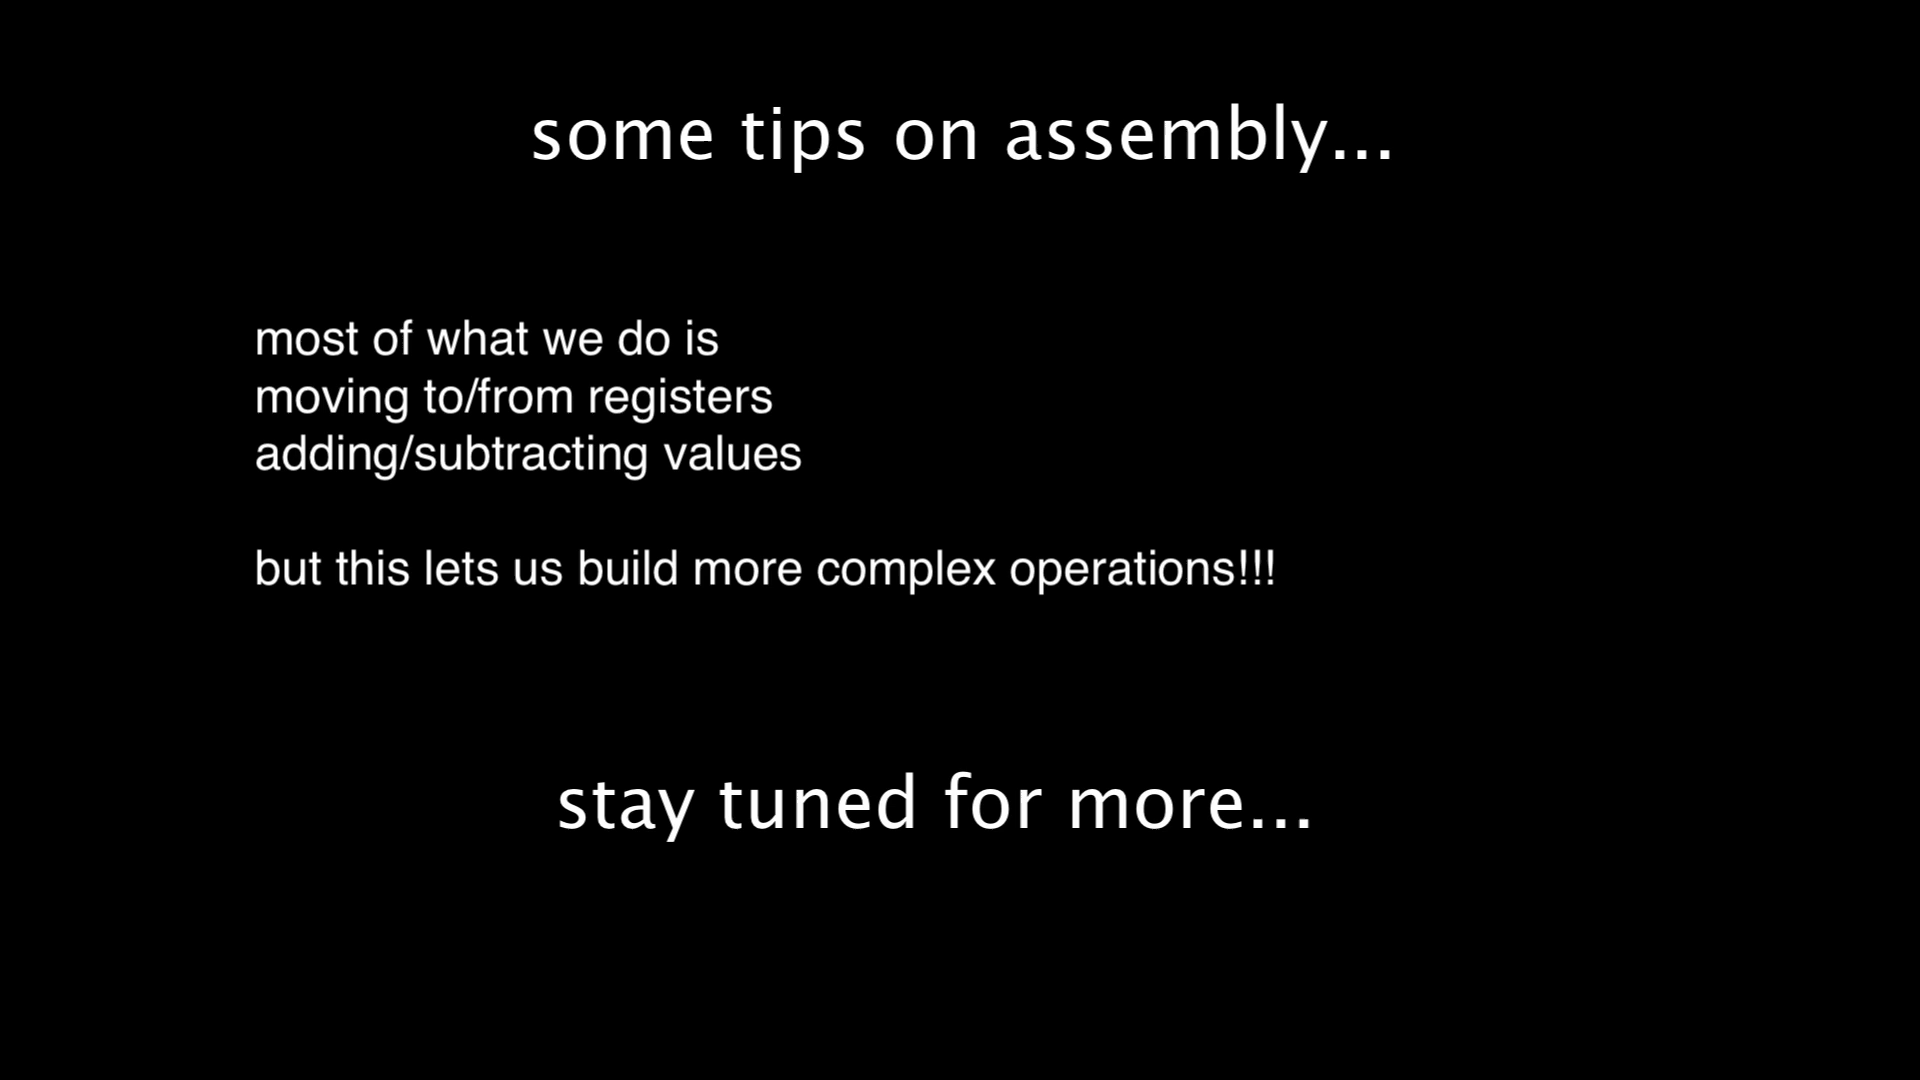 some tips on assembly...
most of what we do is
moving to/from registers
adding/subtracting values
but this lets us build more complex operations!!!
stay tuned for more...